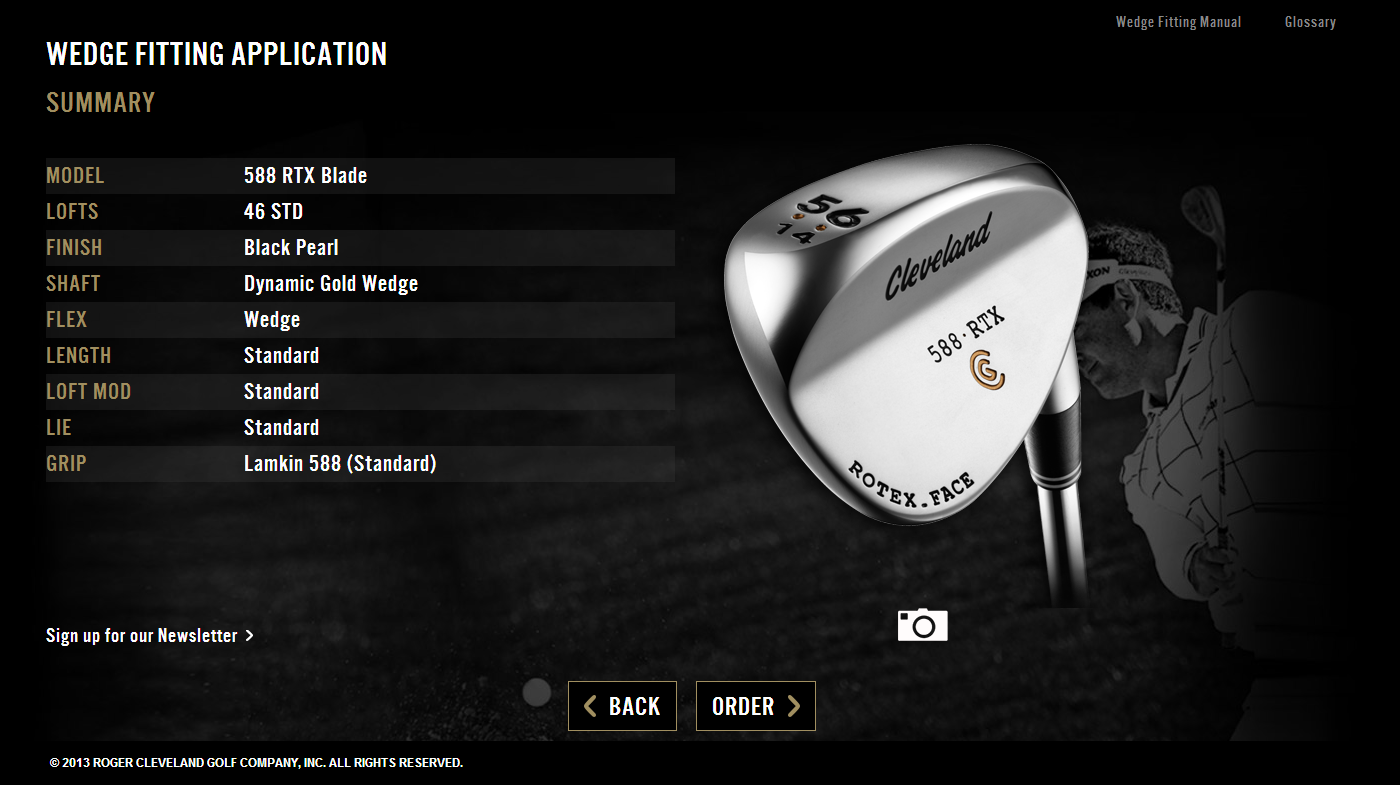 Wedge Fitting Manual Glossary
WEDGE FITTING APPLICATION
SUMMARY
MODEL 588 RTX Blade
LOFTS 46 STD
FINISH Black Pearl
SHAFT Dynamic Gold Wedge
FLEX Wedge
LENGTH Standard
LOFT MOD Standard
LIE Standard
GRIP Lamkin 588 (Standard)
56
14
Cleveland
588·RTX
CG
ROTEX.FACE
XON Cleveland
Sign up for our Newsletter >
BACK
ORDER
© 2013 ROGER CLEVELAND GOLF COMPANY, INC. ALL RIGHTS RESERVED.